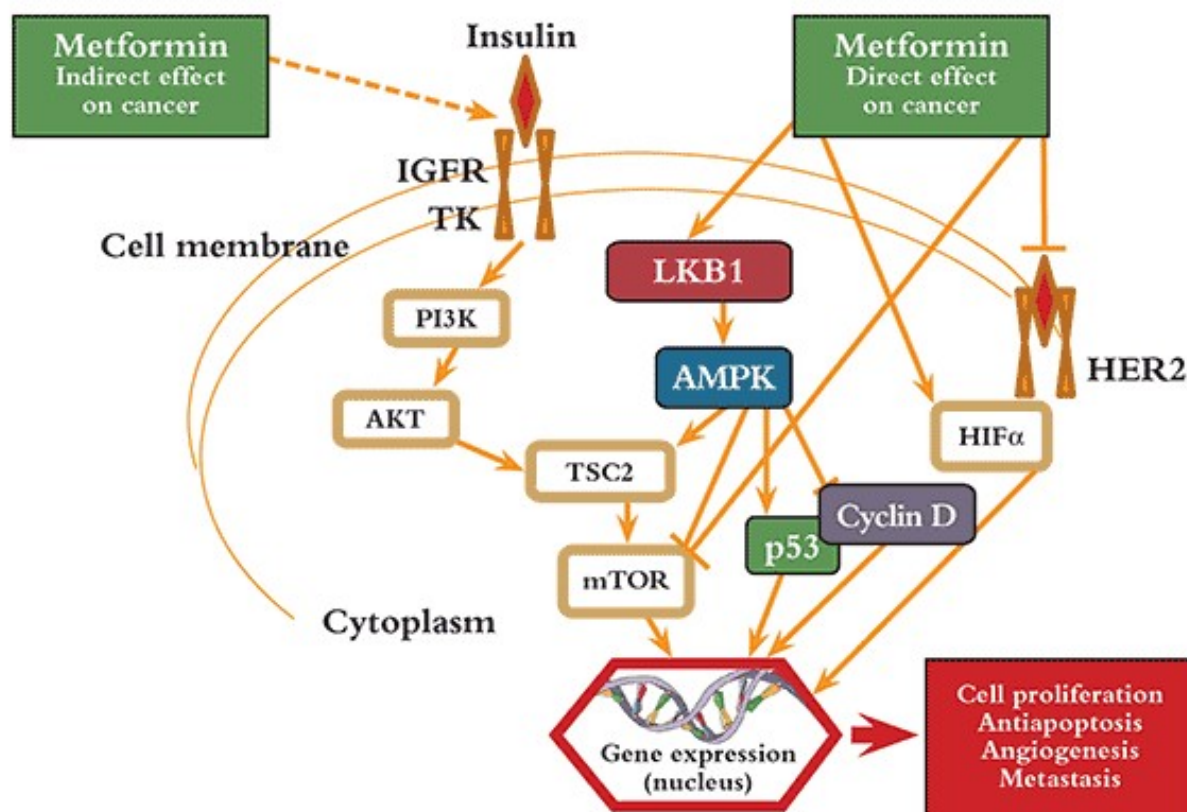 Metformin
Indirect effect
on cancer
Insulin
Metformin
Direct effect
on cancer
IGFR
TK
Cell membrane
LKB1
PI3K
AMPK
HER2
AKT
HIFα
TSC2
Cyclin D
p53
mTOR
Cytoplasm
Gene expression
(nucleus)
Cell proliferation
Antiapoptosis
Angiogenesis
Metastasis